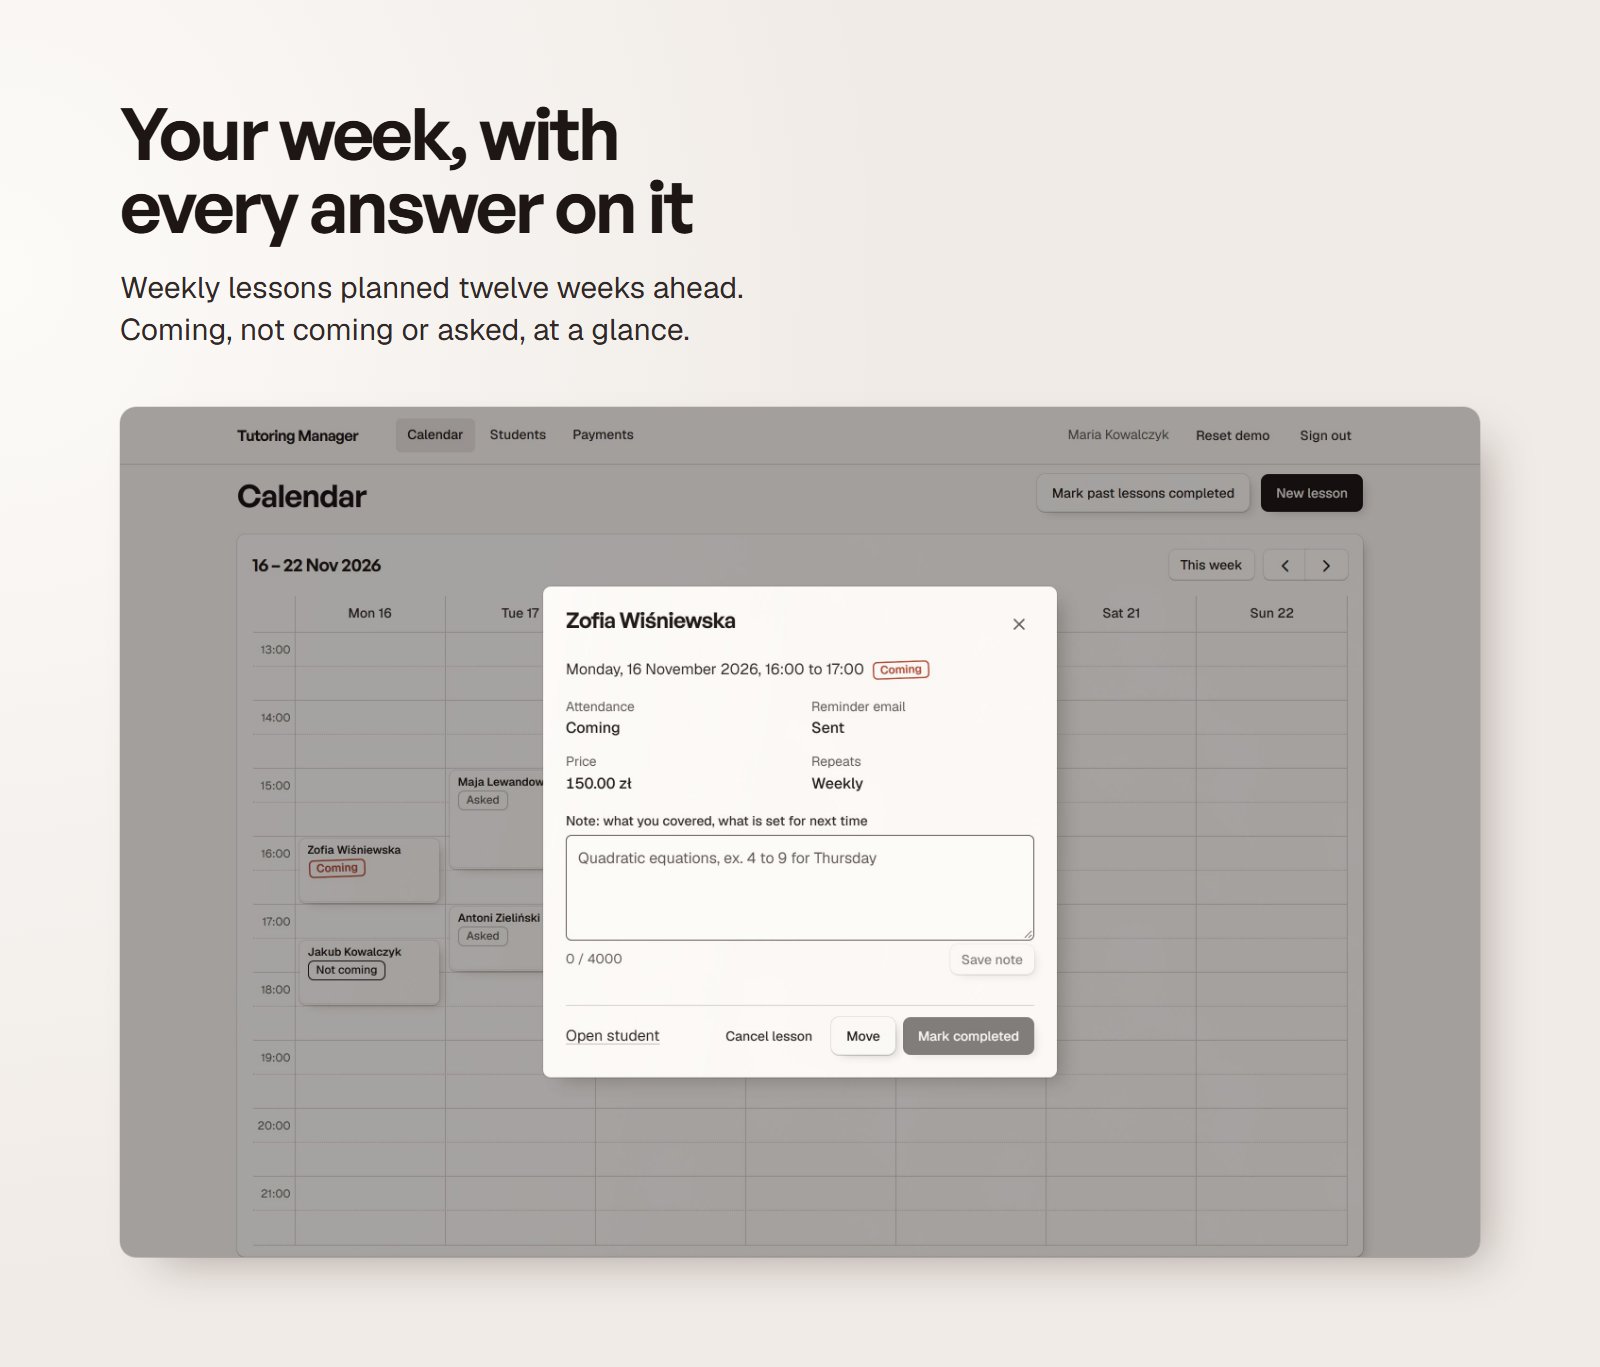 Your week, with
every answer on it
Weekly lessons planned twelve weeks ahead.
Coming, not coming or asked, at a glance.
Tutoring Manager
Calendar
Students
Payments
Maria Kowalczyk
Reset demo
Sign out
Calendar
Mark past lessons completed
New lesson
16 – 22 Nov 2026
This week
Mon 16
Tue 17
Sat 21
Sun 22
13:00
14:00
15:00
16:00
17:00
18:00
19:00
20:00
21:00
Zofia Wiśniewska
Coming
Jakub Kowalczyk
Not coming
Maja Lewandow
Asked
Antoni Zieliński
Asked
Zofia Wiśniewska
Monday, 16 November 2026, 16:00 to 17:00
Coming
Attendance
Coming
Reminder email
Sent
Price
150.00 zł
Repeats
Weekly
Note: what you covered, what is set for next time
Quadratic equations, ex. 4 to 9 for Thursday
0 / 4000
Save note
Open student
Cancel lesson
Move
Mark completed